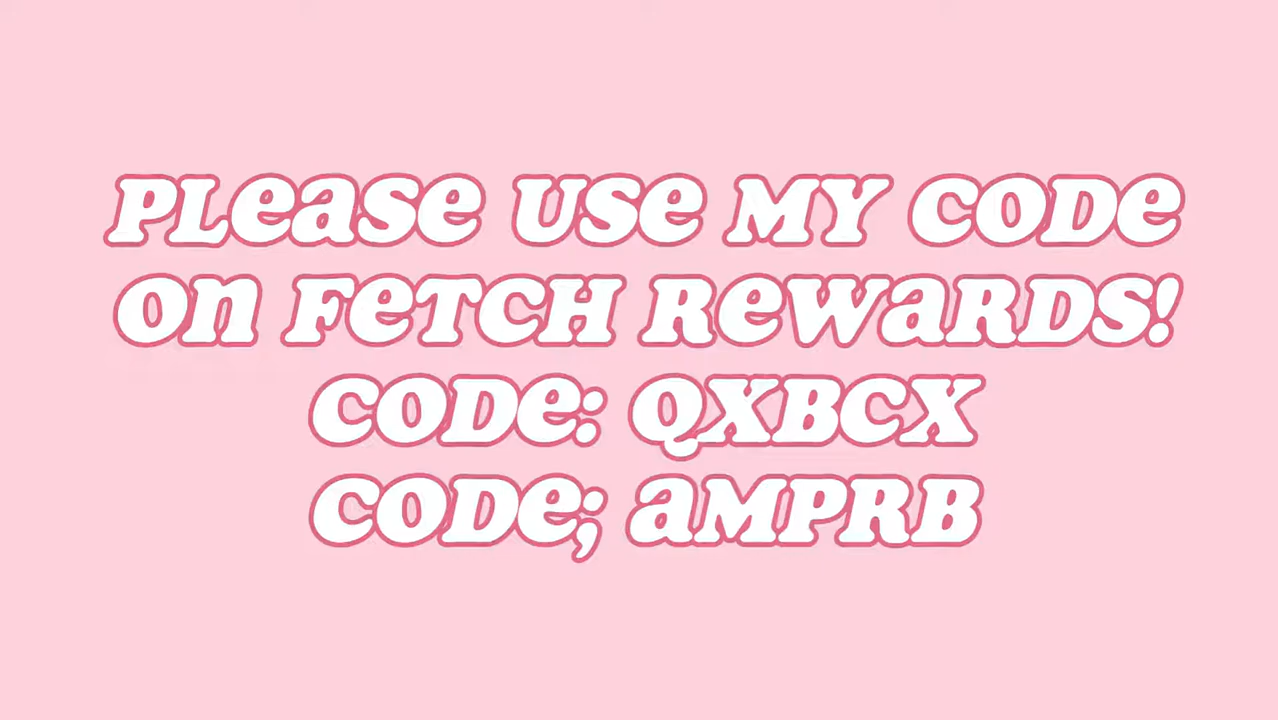 PLease use my code
on Fetch Rewards!
code: QXBCX
code; amprb